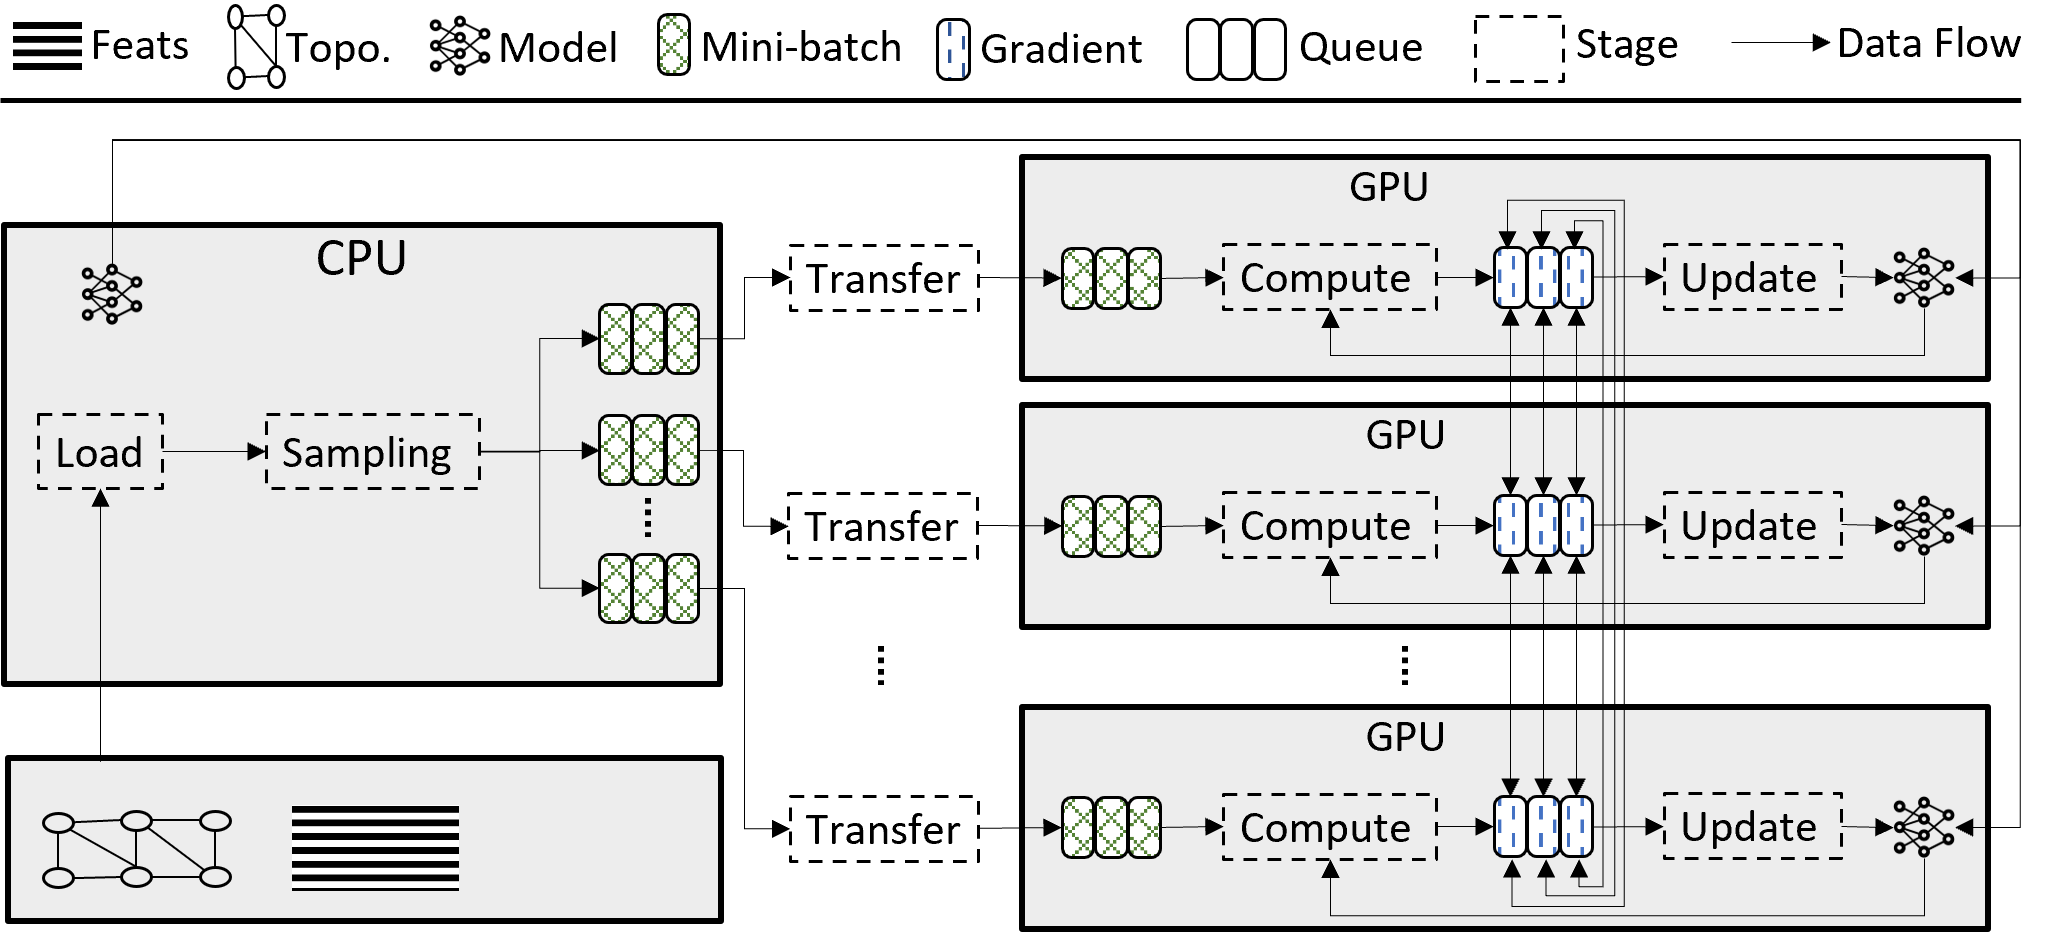 Feats Topo. Model Mini-batch Gradient Queue Stage Data Flow
CPU
Load Sampling
Transfer
Transfer
Transfer
GPU
Compute Update
GPU
Compute Update
GPU
Compute Update